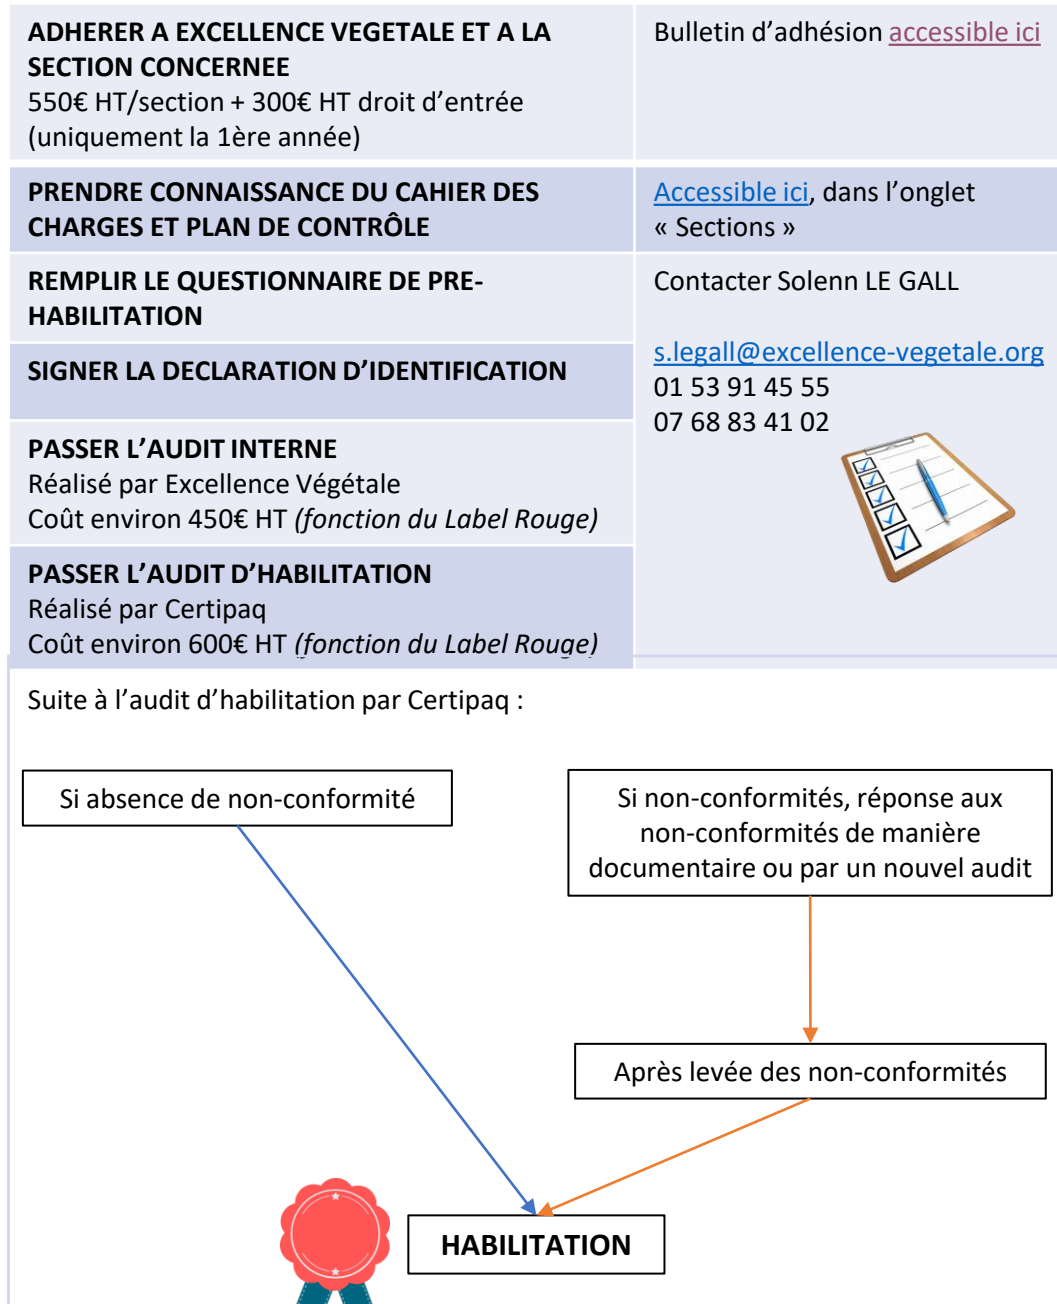 ADHERER A EXCELLENCE VEGETALE ET A LA
SECTION CONCERNEE
550€ HT/section + 300€ HT droit d’entrée
(uniquement la 1ère année)
Bulletin d’adhésion accessible ici
PRENDRE CONNAISSANCE DU CAHIER DES
CHARGES ET PLAN DE CONTRÔLE
Accessible ici, dans l’onglet
« Sections »
REMPLIR LE QUESTIONNAIRE DE PRE-
HABILITATION
Contacter Solenn LE GALL
s.legall@excellence-vegetale.org
01 53 91 45 55
07 68 83 41 02
SIGNER LA DECLARATION D’IDENTIFICATION
PASSER L’AUDIT INTERNE
Réalisé par Excellence Végétale
Coût environ 450€ HT (fonction du Label Rouge)
PASSER L’AUDIT D’HABILITATION
Réalisé par Certipaq
Coût environ 600€ HT (fonction du Label Rouge)
Suite à l’audit d’habilitation par Certipaq :
Si absence de non-conformité
Si non-conformités, réponse aux
non-conformités de manière
documentaire ou par un nouvel audit
Après levée des non-conformités
HABILITATION